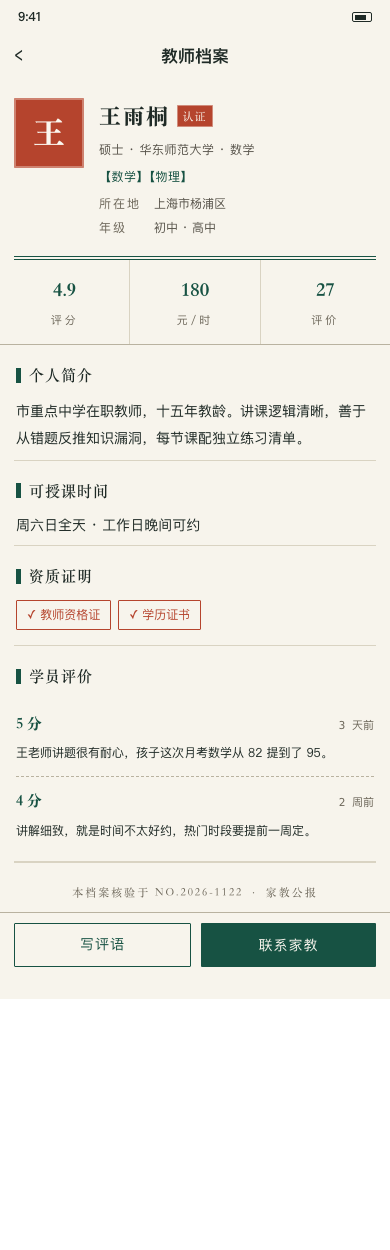 9:41
< 教师档案
王
王雨桐 认证
硕士 · 华东师范大学 · 数学
【数学】【物理】
所在地 上海市杨浦区
年级 初中 · 高中
4.9 180 27
评分 元/时 评价
个人简介
市重点中学在职教师，十五年教龄。讲课逻辑清晰，善于
从错题反推知识漏洞，每节课配独立练习清单。
可授课时间
周六日全天 · 工作日晚间可约
资质证明
✓ 教师资格证 ✓ 学历证书
学员评价
5 分 3 天前
王老师讲题很有耐心，孩子这次月考数学从 82 提到了 95。
4 分 2 周前
讲解细致，就是时间不太好约，热门时段要提前一周定。
本档案核验于 NO.2026-1122 · 家教公报
写评语 联系家教